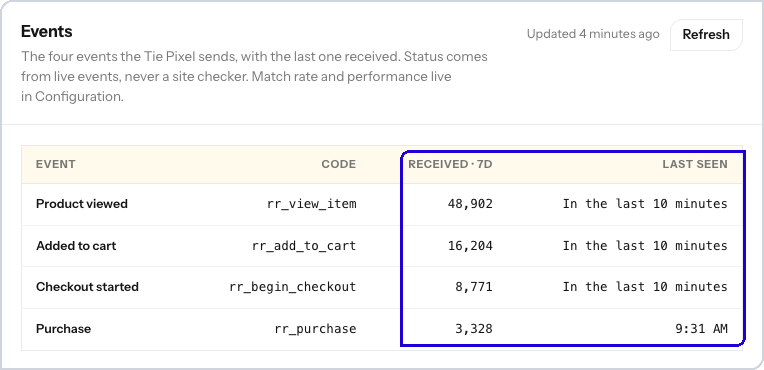 Events
Updated 4 minutes ago
Refresh
The four events the Tie Pixel sends, with the last one received. Status comes
from live events, never a site checker. Match rate and performance live
in Configuration.
EVENT CODE RECEIVED · 7D LAST SEEN
Product viewed rr_view_item 48,902 In the last 10 minutes
Added to cart rr_add_to_cart 16,204 In the last 10 minutes
Checkout started rr_begin_checkout 8,771 In the last 10 minutes
Purchase rr_purchase 3,328 9:31 AM